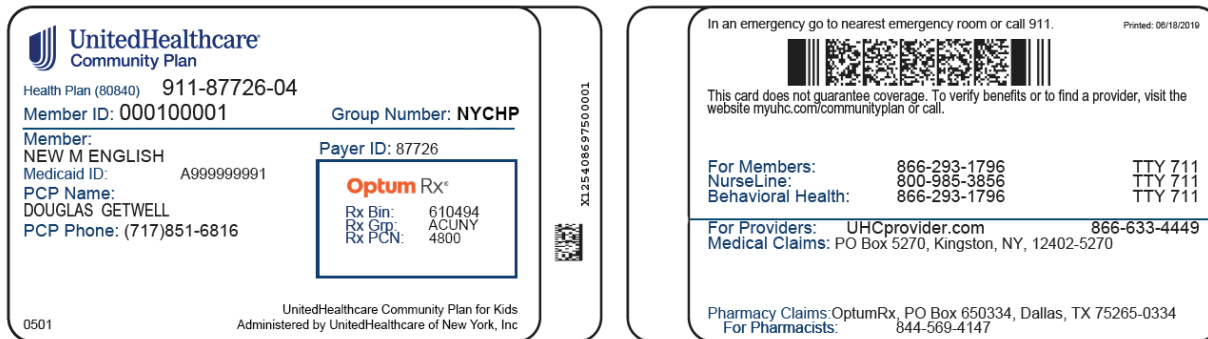 UnitedHealthcare®
Community Plan
Health Plan (80840) 911-87726-04
Member ID: 000100001 Group Number: NYCHP
Member:
NEW M ENGLISH
Medicaid ID: A999999991
PCP Name:
DOUGLAS GETWELL
PCP Phone: (717)851-6816
Payer ID: 87726
Optum Rx®
Rx Bin: 610494
Rx Grp: ACUNY
Rx PCN: 4800
0501
UnitedHealthcare Community Plan for Kids
Administered by UnitedHealthcare of New York, Inc
X125408697500001
In an emergency go to nearest emergency room or call 911. Printed: 06/18/2019
This card does not guarantee coverage. To verify benefits or to find a provider, visit the
website myuhc.com/communityplan or call.
For Members: 866-293-1796 TTY 711
NurseLine: 800-985-3856 TTY 711
Behavioral Health: 866-293-1796 TTY 711
For Providers: UHCprovider.com 866-633-4449
Medical Claims: PO Box 5270, Kingston, NY, 12402-5270
Pharmacy Claims:OptumRx, PO Box 650334, Dallas, TX 75265-0334
For Pharmacists: 844-569-4147